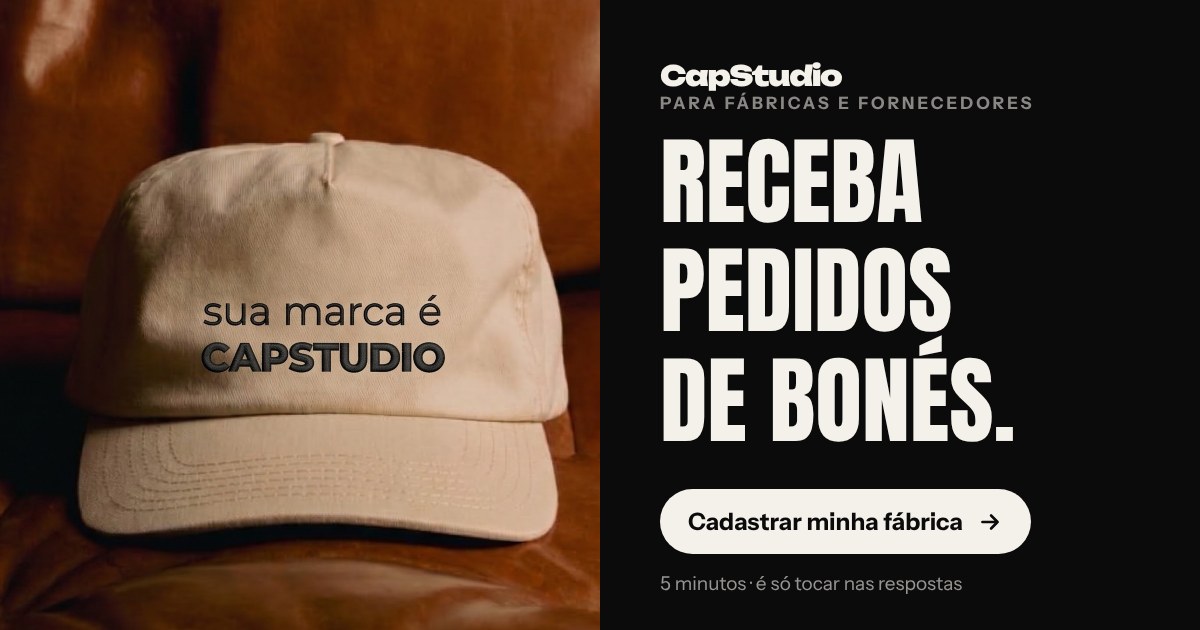 sua marca é
CAPSTUDIO
CapStudio
PARA FÁBRICAS E FORNECEDORES
RECEBA
PEDIDOS
DE BONÉS.
Cadastrar minha fábrica →
5 minutos · é só tocar nas respostas